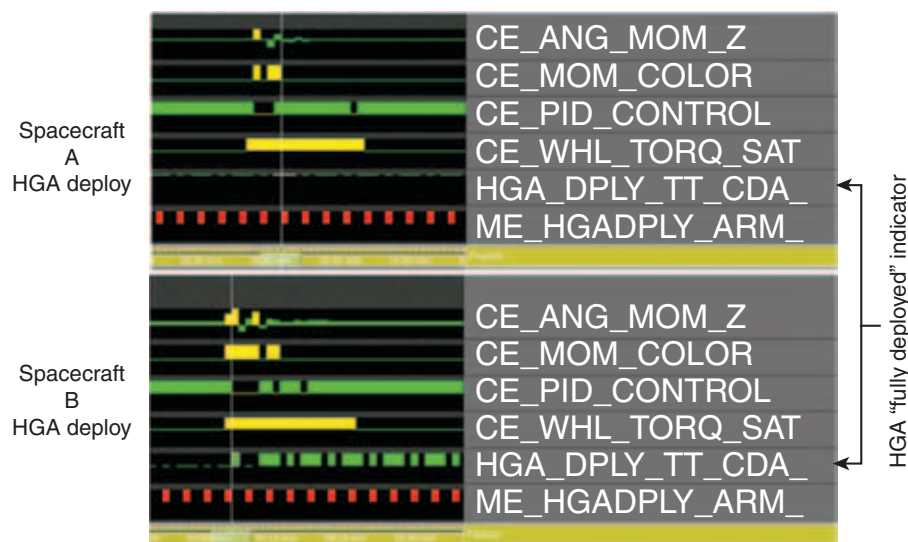 Spacecraft
A
HGA deploy
CE_ANG_MOM_Z
CE_MOM_COLOR
CE_PID_CONTROL
CE_WHL_TORQ_SAT
HGA_DPLY_TT_CDA_
ME_HGADPLY_ARM_
Spacecraft
B
HGA deploy
CE_ANG_MOM_Z
CE_MOM_COLOR
CE_PID_CONTROL
CE_WHL_TORQ_SAT
HGA_DPLY_TT_CDA_
ME_HGADPLY_ARM_
HGA “fully deployed” indicator